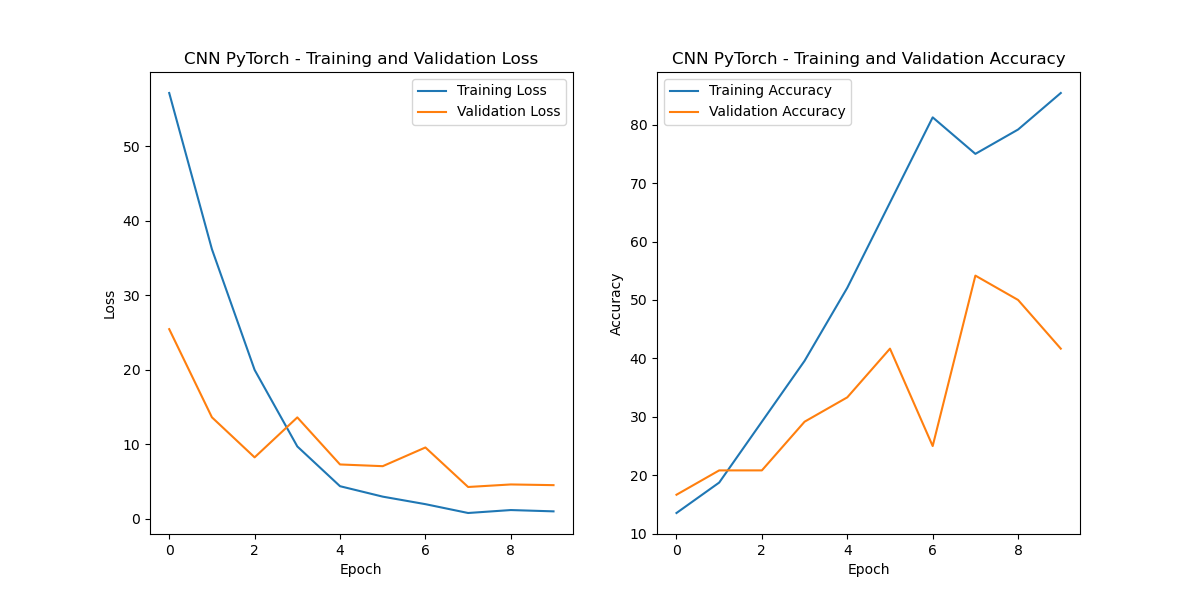 CNN PyTorch - Training and Validation Loss
Training Loss
Validation Loss
50
40
30
20
10
0
Loss
0 2 4 6 8
Epoch
CNN PyTorch - Training and Validation Accuracy
Training Accuracy
Validation Accuracy
80
70
60
50
40
30
20
10
Accuracy
0 2 4 6 8
Epoch